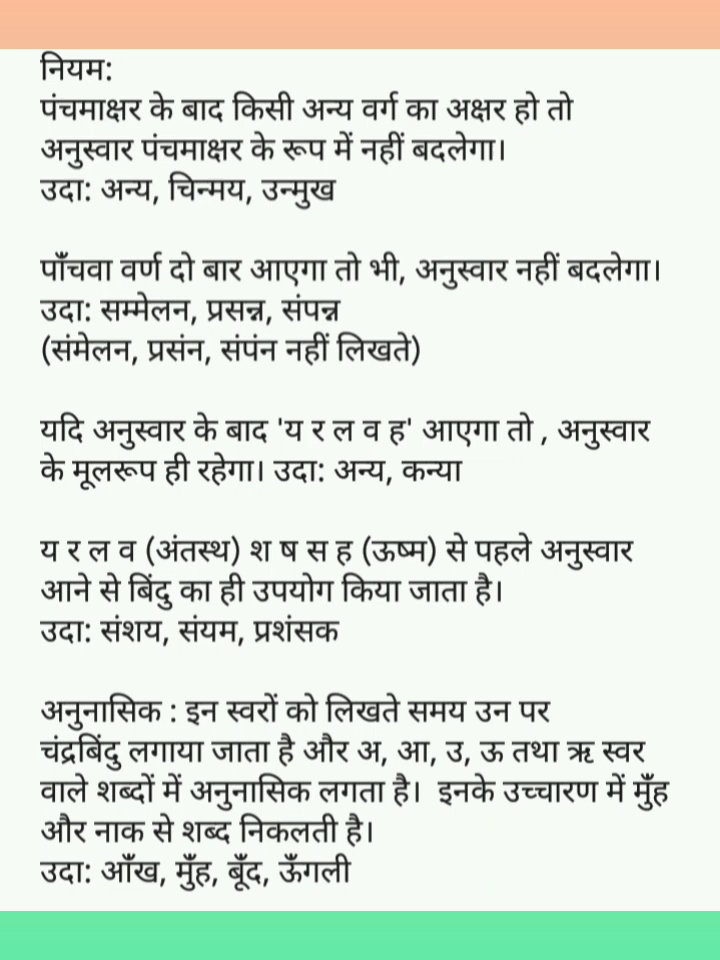 नियम:
पंचमाक्षर के बाद किसी अन्य वर्ग का अक्षर हो तो
अनुस्वार पंचमाक्षर के रूप में नहीं बदलेगा।
उदा: अन्य, चिन्मय, उन्मुख
पाँचवा वर्ण दो बार आएगा तो भी, अनुस्वार नहीं बदलेगा।
उदा: सम्मेलन, प्रसन्न, संपन्न
(संमेलन, प्रसंन, संपंन नहीं लिखते)
यदि अनुस्वार के बाद 'य र ल व ह' आएगा तो , अनुस्वार
के मूलरूप ही रहेगा। उदा: अन्य, कन्या
य र ल व (अंतस्थ) श ष स ह (ऊष्म) से पहले अनुस्वार
आने से बिंदु का ही उपयोग किया जाता है।
उदा: संशय, संयम, प्रशंसक
अनुनासिक : इन स्वरों को लिखते समय उन पर
चंद्रबिंदु लगाया जाता है और अ, आ, उ, ऊ तथा ऋ स्वर
वाले शब्दों में अनुनासिक लगता है। इनके उच्चारण में मुँह
और नाक से शब्द निकलती है।
उदा: आँख, मुँह, बूँद, ऊँगली